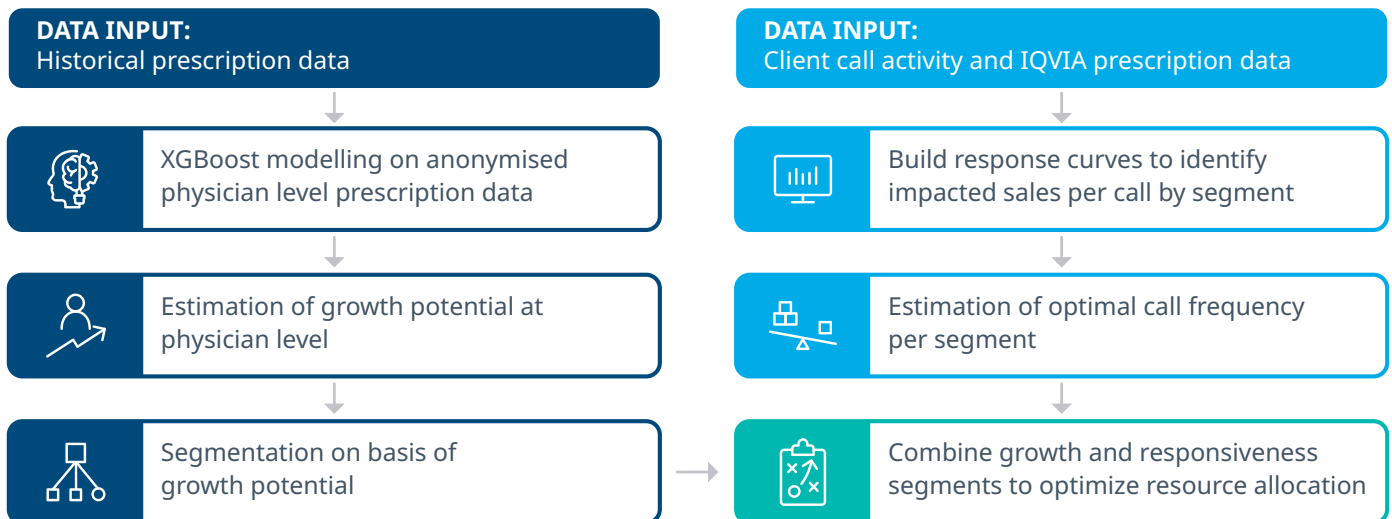 DATA INPUT:
Historical prescription data
XGBoost modelling on anonymised
physician level prescription data
Estimation of growth potential at
physician level
Segmentation on basis of
growth potential
DATA INPUT:
Client call activity and IQVIA prescription data
Build response curves to identify
impacted sales per call by segment
Estimation of optimal call frequency
per segment
Combine growth and responsiveness
segments to optimize resource allocation